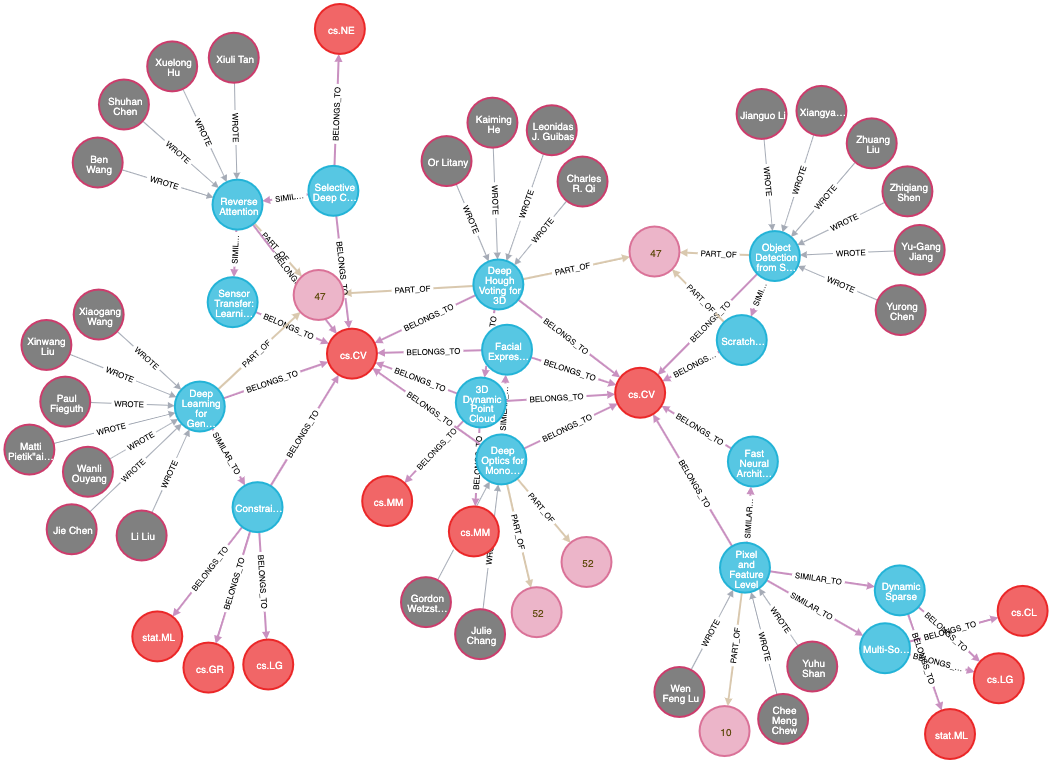 cs.NE
Xuelong
Hu
Xiuli Tan
Shuhan
Chen
Ben
Wang
WROTE
WROTE
WROTE
WROTE
BELONGS_TO
Reverse
Attention
SIMIL...
Selective
Deep C...
SIMIL...
PART_OF
BELONGS_TO
Sensor
Transfer:
Learni...
BELONGS_TO
47
cs.CV
Kaiming
He
Leonidas
J. Guibas
Or Litany
Charles
R. Qi
WROTE
WROTE
WROTE
WROTE
Deep
Hough
Voting for
3D
PART_OF
PART_OF
BELONGS_TO
BELONGS_TO
47
Jianguo Li
Xiangya...
Zhuang
Liu
Zhiqiang
Shen
Yu-Gang
Jiang
Yurong
Chen
WROTE
WROTE
WROTE
WROTE
WROTE
WROTE
Object
Detection
from S...
PART_OF
PART_OF
BELONGS_TO
SIMI...
Scratch...
BELONGS...
Xiaogang
Wang
Xinwang
Liu
Paul
Fieguth
Matti
Pietik"ai...
Wanli
Ouyang
Jie Chen
Li Liu
WROTE
WROTE
WROTE
WROTE
WROTE
WROTE
WROTE
Deep
Learning
for
Gen...
PART_OF
BELONGS_TO
SIMILAR_TO
BELONGS_TO
Constrai...
BELONGS_TO
BELONGS_TO
BELONGS_TO
stat.ML
cs.GR
cs.LG
TO
Facial
Expres...
BELONGS_TO
BELONGS_TO
3D
Dynamic
Point
Cloud
BELONGS_TO
BELONGS_TO
BELONGS_TO
BELONGS_TO
Deep
Optics for
Mono...
BELONGS_TO
cs.MM
cs.MM
PART_OF
PART_OF
52
52
Gordon
Wetzst...
Julie
Chang
cs.CV
BELONGS_TO
BELONGS_TO
Fast
Neural
Archit...
SIMILAR...
Pixel
and
Feature
Level
SIMILAR_TO
SIMILAR_TO
Dynamic
Sparse
Multi-So...
BELONGS_TO
BELONGS_TO
BELONGS_...
BELONGS_TO
cs.CL
cs.LG
stat.ML
WROTE
PART_OF
WROTE
WROTE
Wen
Feng Lu
Yuhu
Shan
Chee
Meng
Chew
10